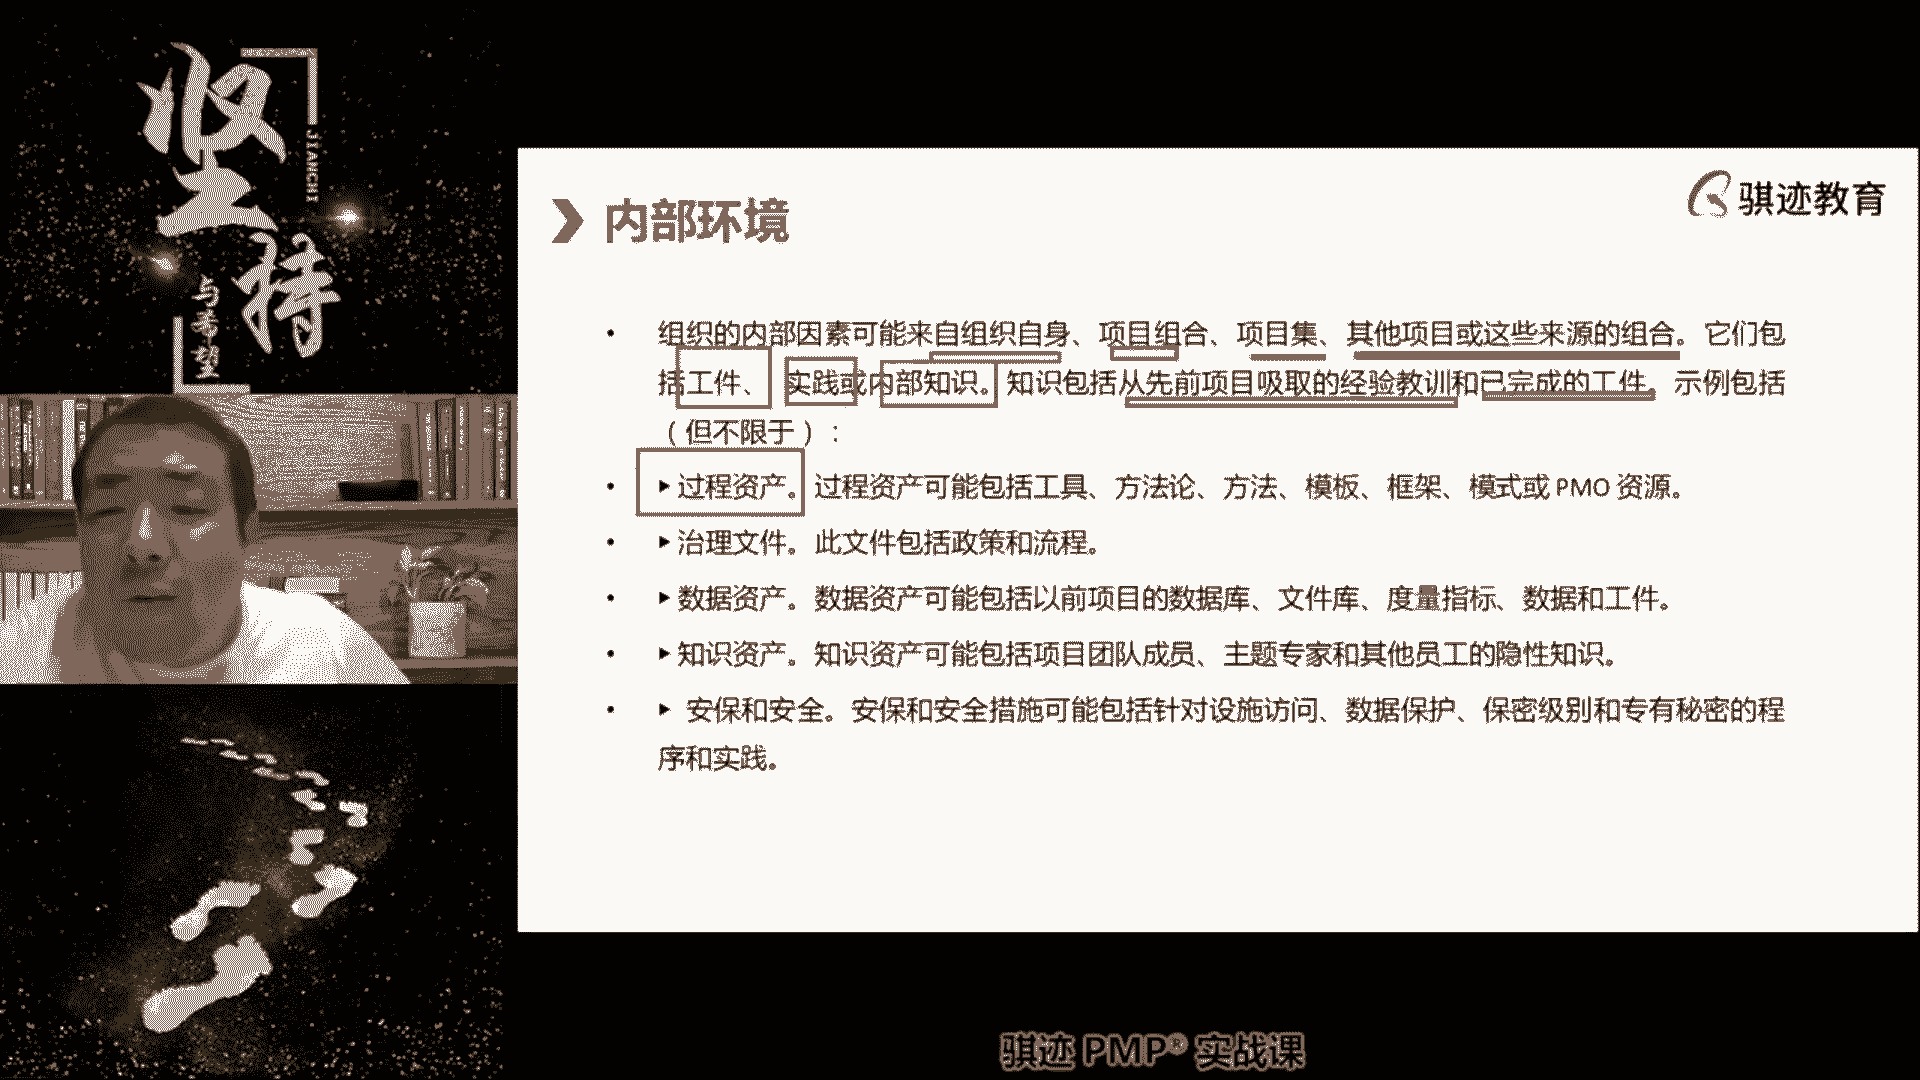 坚持
JIANCHI
与希望
骐迹教育
内部环境
• 组织的内部因素可能来自组织自身、项目组合、项目集、其他项目或这些来源的组合。它们包
括工件、实践或内部知识。知识包括从先前项目吸取的经验教训和已完成的工件。示例包括
（但不限于）：
• ▶过程资产。过程资产可能包括工具、方法论、方法、模板、框架、模式或 PMO 资源。
• ▶治理文件。此文件包括政策和流程。
• ▶数据资产。数据资产可能包括以前项目的数据库、文件库、度量指标、数据和工件。
• ▶知识资产。知识资产可能包括项目团队成员、主题专家和其他员工的隐性知识。
• ▶ 安保和安全。安保和安全措施可能包括针对设施访问、数据保护、保密级别和专有秘密的程
序和实践。
骐迹 PMP® 实战课